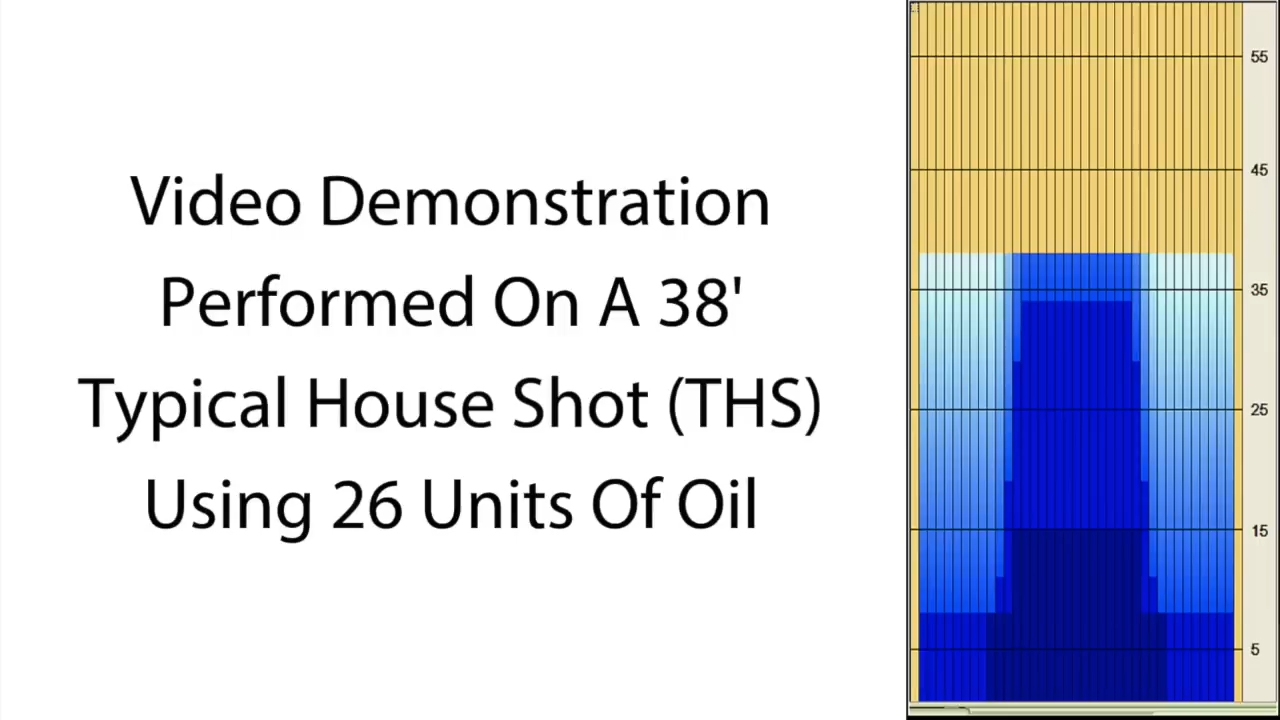 Video Demonstration
Performed On A 38'
Typical House Shot (THS)
Using 26 Units Of Oil
55
45
35
25
15
5